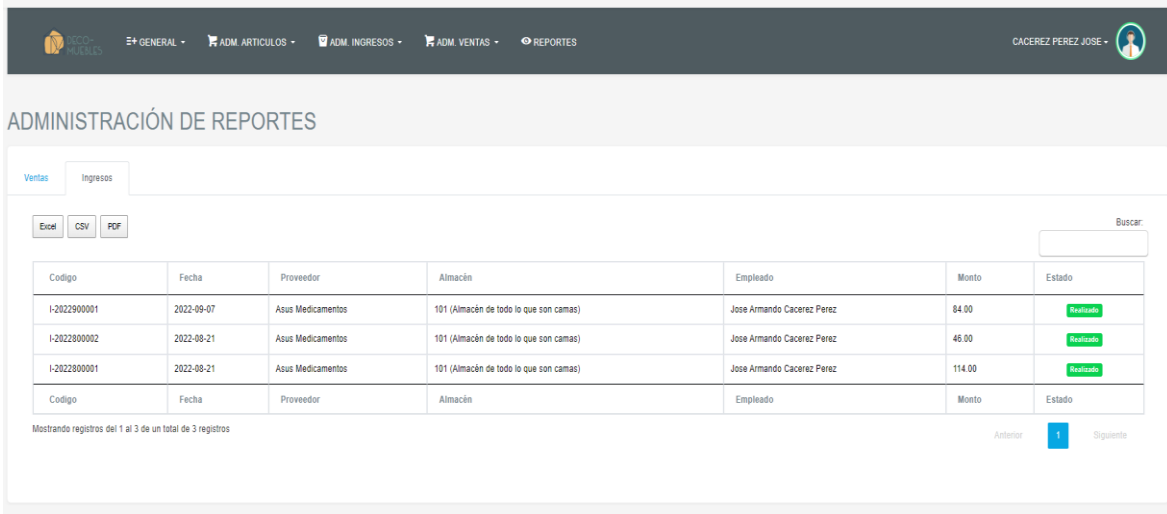 DECO-
MUEBLES
GENERAL
ADM. ARTICULOS
ADM. INGRESOS
ADM. VENTAS
REPORTES
CACEREZ PEREZ JOSE
ADMINISTRACIÓN DE REPORTES
Ventas Ingresos
Excel CSV PDF
Buscar:
Codigo Fecha Proveedor Almacén Empleado Monto Estado
I-2022900001 2022-09-07 Asus Medicamentos 101 (Almacén de todo lo que son camas) Jose Armando Cacerez Perez 84.00 Realizado
I-2022800002 2022-08-21 Asus Medicamentos 101 (Almacén de todo lo que son camas) Jose Armando Cacerez Perez 46.00 Realizado
I-2022800001 2022-08-21 Asus Medicamentos 101 (Almacén de todo lo que son camas) Jose Armando Cacerez Perez 114.00 Realizado
Codigo Fecha Proveedor Almacén Empleado Monto Estado
Mostrando registros del 1 al 3 de un total de 3 registros
Anterior 1 Siguiente